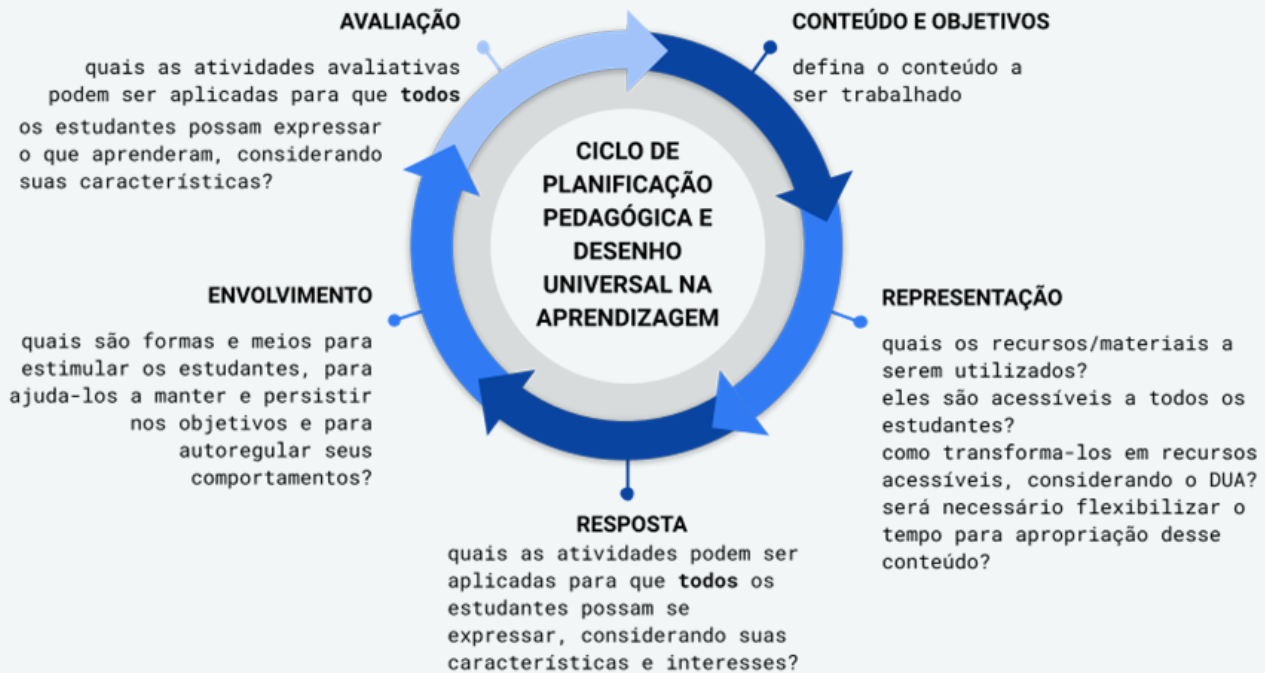 AVALIAÇÃO
quais as atividades avaliativas
podem ser aplicadas para que todos
os estudantes possam expressar
o que aprenderam, considerando
suas característícas?
CONTEÚDO E OBJETIVOS
defina o conteúdo a
ser trabalhado
CICLO DE
PLANIFICAÇÃO
PEDAGÓGICA E
DESENHO
UNIVERSAL NA
APRENDIZAGEM
ENVOLVIMENTO
quais são formas e meios para
estimular os estudantes, para
ajuda-los a manter e persistir
nos objetivos e para
autoregular seus
comportamentos?
REPRESENTAÇÃO
quais os recursos/materiais a
serem utilizados?
eles são acessíveis a todos os
estudantes?
como transforma-los em recursos
acessíveis, considerando o DUA?
será necessário flexibilizar o
tempo para apropriação desse
conteúdo?
RESPOSTA
quais as atividades podem ser
aplicadas para que todos os
estudantes possam se
expressar, considerando suas
características e interesses?